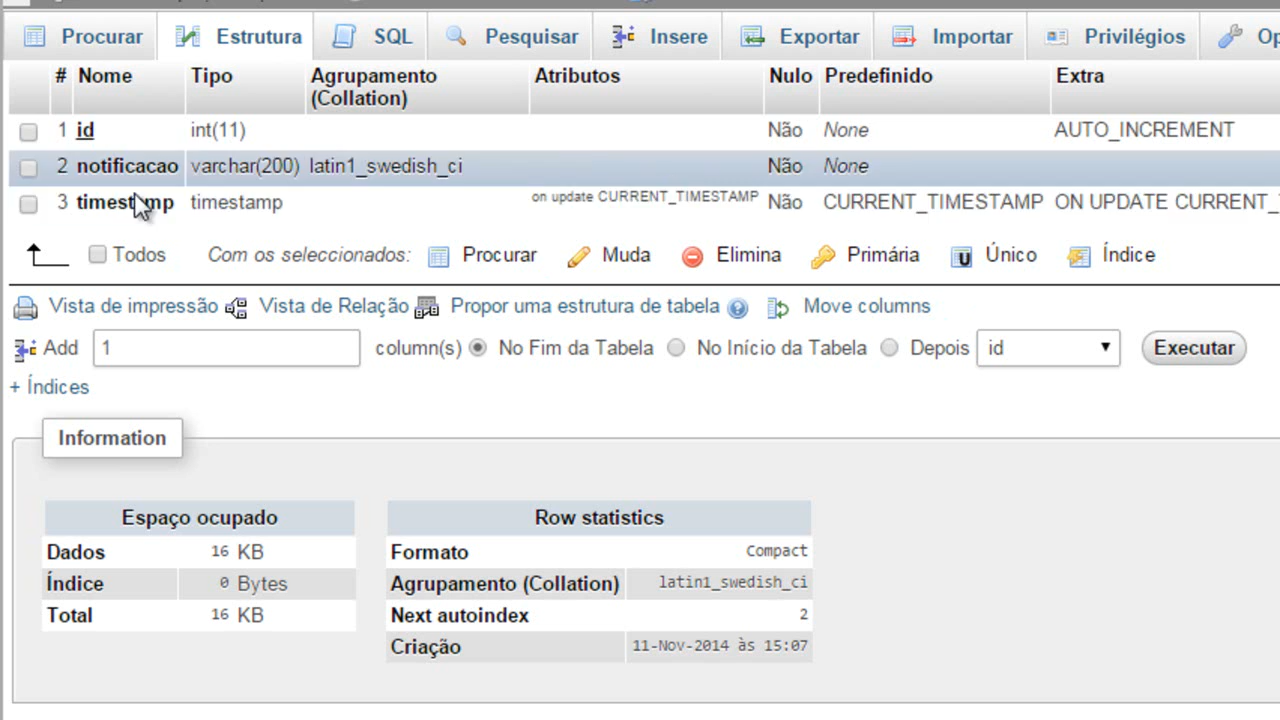 Procurar Estrutura SQL Pesquisar Insere Exportar Importar Privilégios Op
# Nome Tipo Agrupamento (Collation) Atributos Nulo Predefinido Extra
1 id int(11) Não None AUTO_INCREMENT
2 notificacao varchar(200) latin1_swedish_ci Não None
3 timestamp timestamp on update CURRENT_TIMESTAMP Não CURRENT_TIMESTAMP ON UPDATE CURRENT_T
Todos Com os seleccionados: Procurar Muda Elimina Primária Único Índice
Vista de impressão Vista de Relação Propor uma estrutura de tabela Move columns
Add 1 column(s) No Fim da Tabela No Início da Tabela Depois id Executar
+ Índices
Information
Espaço ocupado
Dados 16 KB
Índice 0 Bytes
Total 16 KB
Row statistics
Formato Compact
Agrupamento (Collation) latin1_swedish_ci
Next autoindex 2
Criação 11-Nov-2014 às 15:07